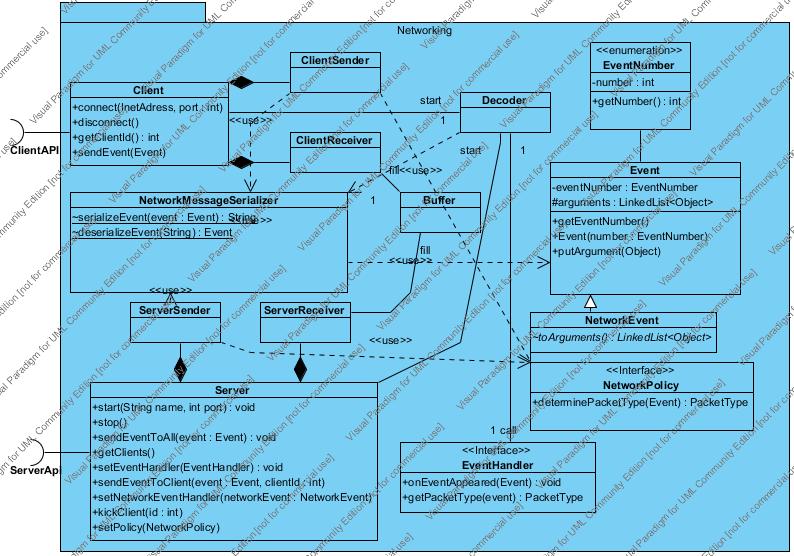 Networking
ClientSender
<<enumeration>>
EventNumber
-number : int
+getNumber() : int
Client
+connect(InetAdress, port : int)
+disconnect()
+getClientId() : int
+sendEvent(Event)
ClientAPI
<<use>>
start
1
Decoder
start
1
ClientReceiver
fill
<<use>>
1
Buffer
Event
-eventNumber : EventNumber
#arguments : LinkedList<Object>
+getEventNumber()
+Event(number : EventNumber)
+putArgument(Object)
NetworkMessageSerializer
~serializeEvent(event : Event) : String
~deserializeEvent(String) : Event
<<use>>
fill
<<use>>
<<use>>
ServerSender
ServerReceiver
<<use>>
NetworkEvent
~toArguments() : LinkedList<Object>
<<Interface>>
NetworkPolicy
+determinePacketType(Event) : PacketType
Server
+start(String name, int port) : void
+stop()
+sendEventToAll(event : Event) : void
+getClients()
+setEventHandler(EventHandler) : void
+sendEventToClient(event : Event, clientId : int)
+setNetworkEventHandler(networkEvent : NetworkEvent)
+kickClient(id : int)
+setPolicy(NetworkPolicy)
ServerApi
1 call
<<Interface>>
EventHandler
+onEventAppeared(Event) : void
+getPacketType(event) : PacketType
Visual Paradigm for UML Community Edition [not for commercial use]